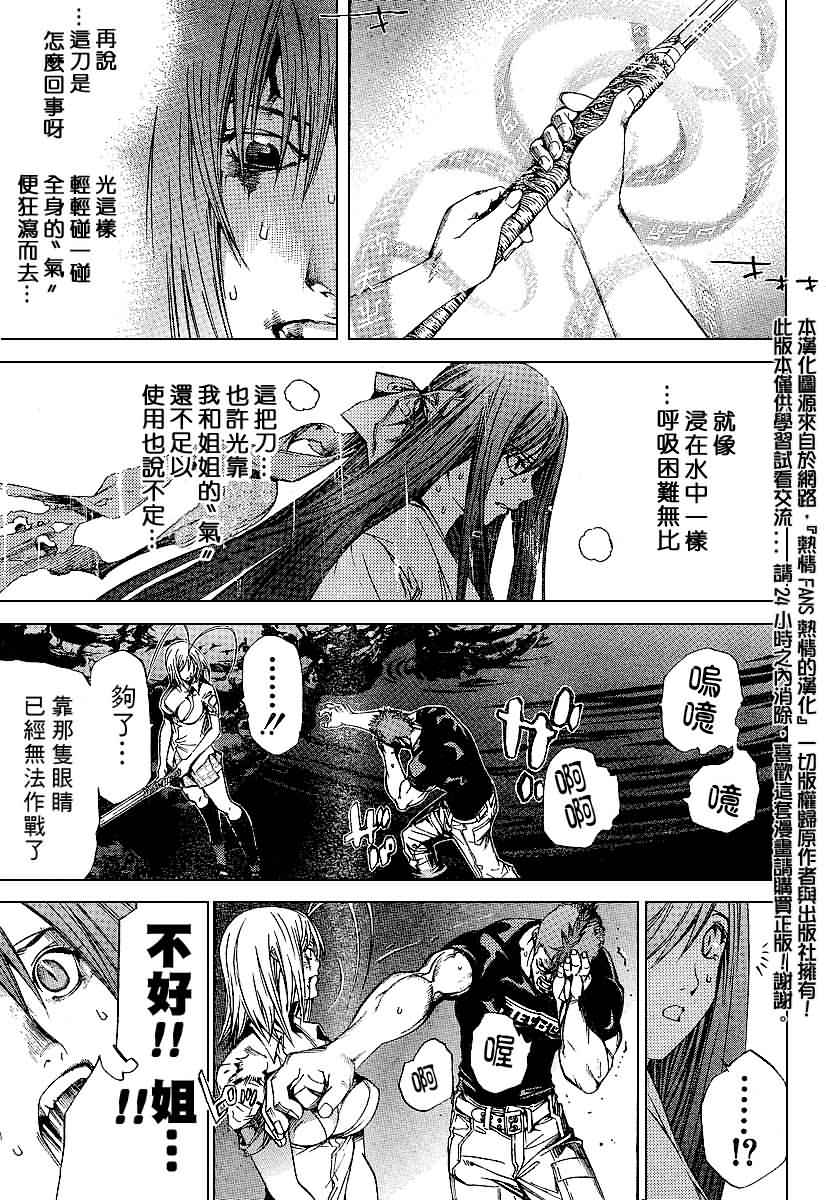 再說
…這刀是
怎麼回事呀
光這樣
輕輕碰一碰
全身的〝氣〞
便狂瀉而去…
就像
浸在水中一樣
…呼吸困難無比
這把刀…
也許光靠
我和姐姐的〝氣〞
還不足以
使用也說不定…
嗚噫
噫
啊啊
……!!
夠了…
靠那隻眼睛
已經無法作戰了
……!?
喔
啊
不好!!
姐…
!!
本漢化圖源來自於網路，『熱情 FANS 熱情的漢化』一切版權歸原作者與出版社擁有！
此版本僅供學習試看交流…——請 24 小時之內消除，喜歡這套漫畫請購買正版！謝謝。